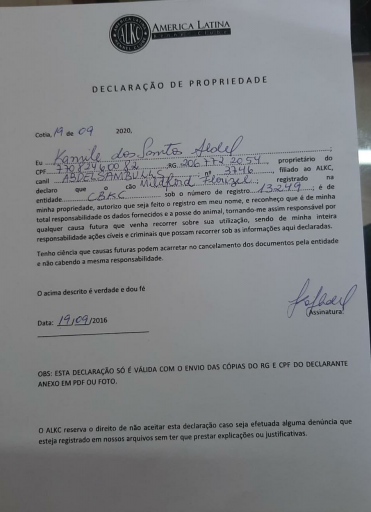 ALKC
AMERICA LATINA
KENNEL CLUB
DECLARAÇÃO DE PROPRIEDADE
Cotia, 19 de 09 2020,
Eu Kamile dos Santos Abdel
CPF 7708246 0082 RG 206 772 2054, proprietário do
canil ABDELSAMBULLS nº 3746, filiado ao ALKC,
declaro que o cão Mildford Florizel, registrado na
entidade CBKC sob o número de registro 13249, é de
minha propriedade, autorizo que seja feito o registro em meu nome, e reconheço que é de minha
total responsabilidade os dados fornecidos e a posse do animal, tornando-me assim responsável por
qualquer causa futura que venha recorrer sobre sua utilização, sendo de minha inteira
responsabilidade ações cíveis e criminais que possam recorrer sob as informações aqui declaradas.
Tenho ciência que causas futuras podem acarretar no cancelamento dos documentos pela entidade
e não cabendo a mesma responsabilidade.
O acima descrito é verdade e dou fé
Assinatura:
Data: 19/09/2016
OBS: ESTA DECLARAÇÃO SÓ É VÁLIDA COM O ENVIO DAS CÓPIAS DO RG E CPF DO DECLARANTE
ANEXO EM PDF OU FOTO.
O ALKC reserva o direito de não aceitar esta declaração caso seja efetuada alguma denúncia que
esteja registrado em nossos arquivos sem ter que prestar explicações ou justificativas.